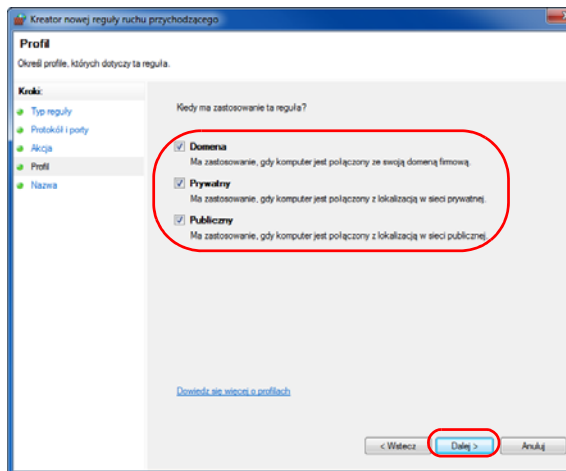 Kreator nowej reguły ruchu przychodzącego
Profil
Określ profile, których dotyczy ta reguła.
Kroki:
Typ reguły
Protokół i porty
Akcja
Profil
Nazwa
Kiedy ma zastosowanie ta reguła?
Domena
Ma zastosowanie, gdy komputer jest połączony ze swoją domeną firmową.
Prywatny
Ma zastosowanie, gdy komputer jest połączony z lokalizacją w sieci prywatnej.
Publiczny
Ma zastosowanie, gdy komputer jest połączony z lokalizacją w sieci publicznej.
Dowiedz się więcej o profilach
< Wstecz
Dalej >
Anuluj